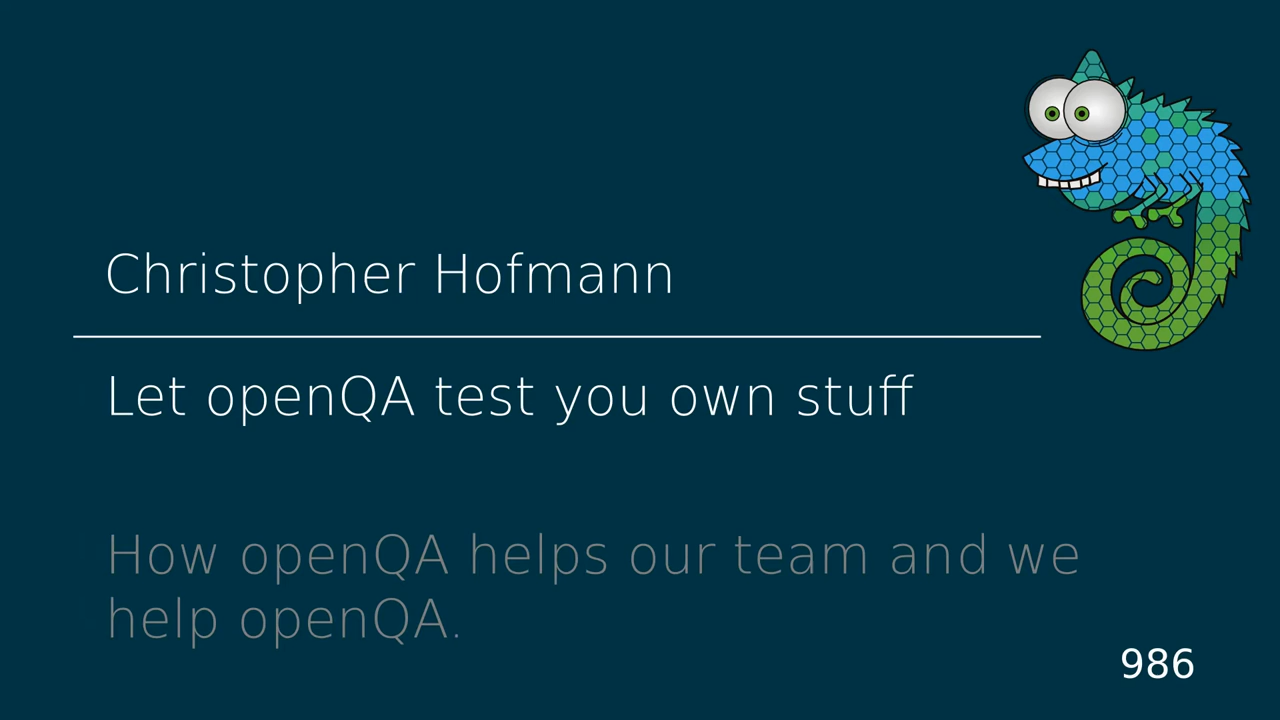 Christopher Hofmann
Let openQA test you own stuff
How openQA helps our team and we
help openQA.
986